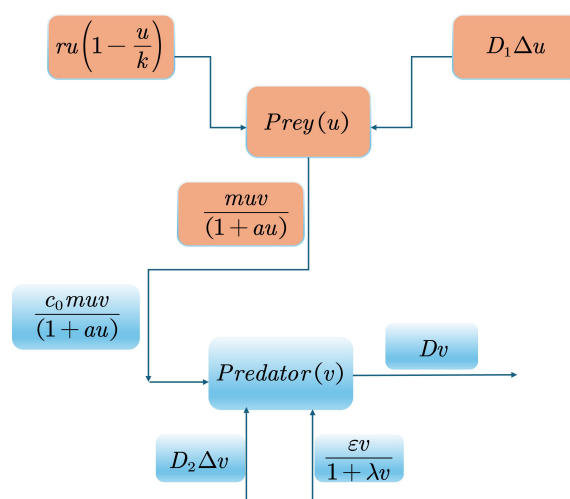 ru(1 - u/k)
D₁Δu
Prey(u)
muv/(1 + au)
c₀muv/(1 + au)
Predator(v)
Dv
D₂Δv
εv/(1 + λv)